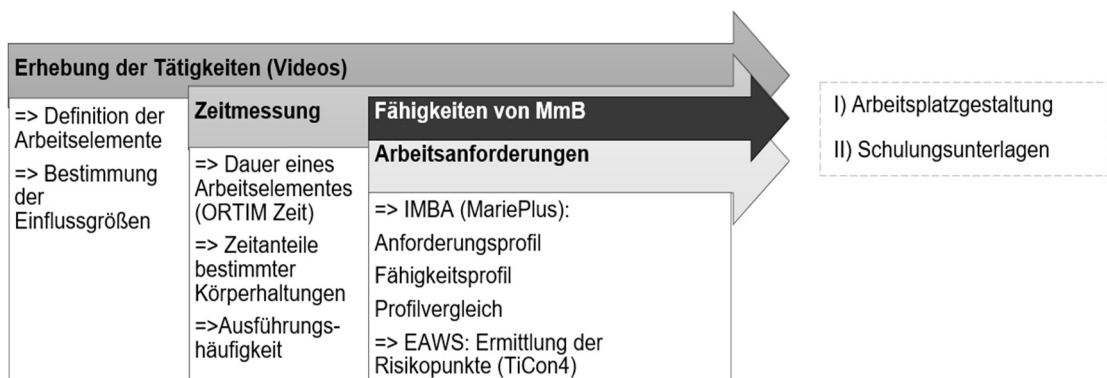 Erhebung der Tätigkeiten (Videos)
=> Definition der
Arbeitselemente
=> Bestimmung
der
Einflussgrößen
Zeitmessung
=> Dauer eines
Arbeitselementes
(ORTIM Zeit)
=> Zeitanteile
bestimmter
Körperhaltungen
=>Ausführungs-
häufigkeit
Fähigkeiten von MmB
Arbeitsanforderungen
=> IMBA (MariePlus):
Anforderungsprofil
Fähigkeitsprofil
Profilvergleich
=> EAWS: Ermittlung der
Risikopunkte (TiCon4)
I) Arbeitsplatzgestaltung
II) Schulungsunterlagen